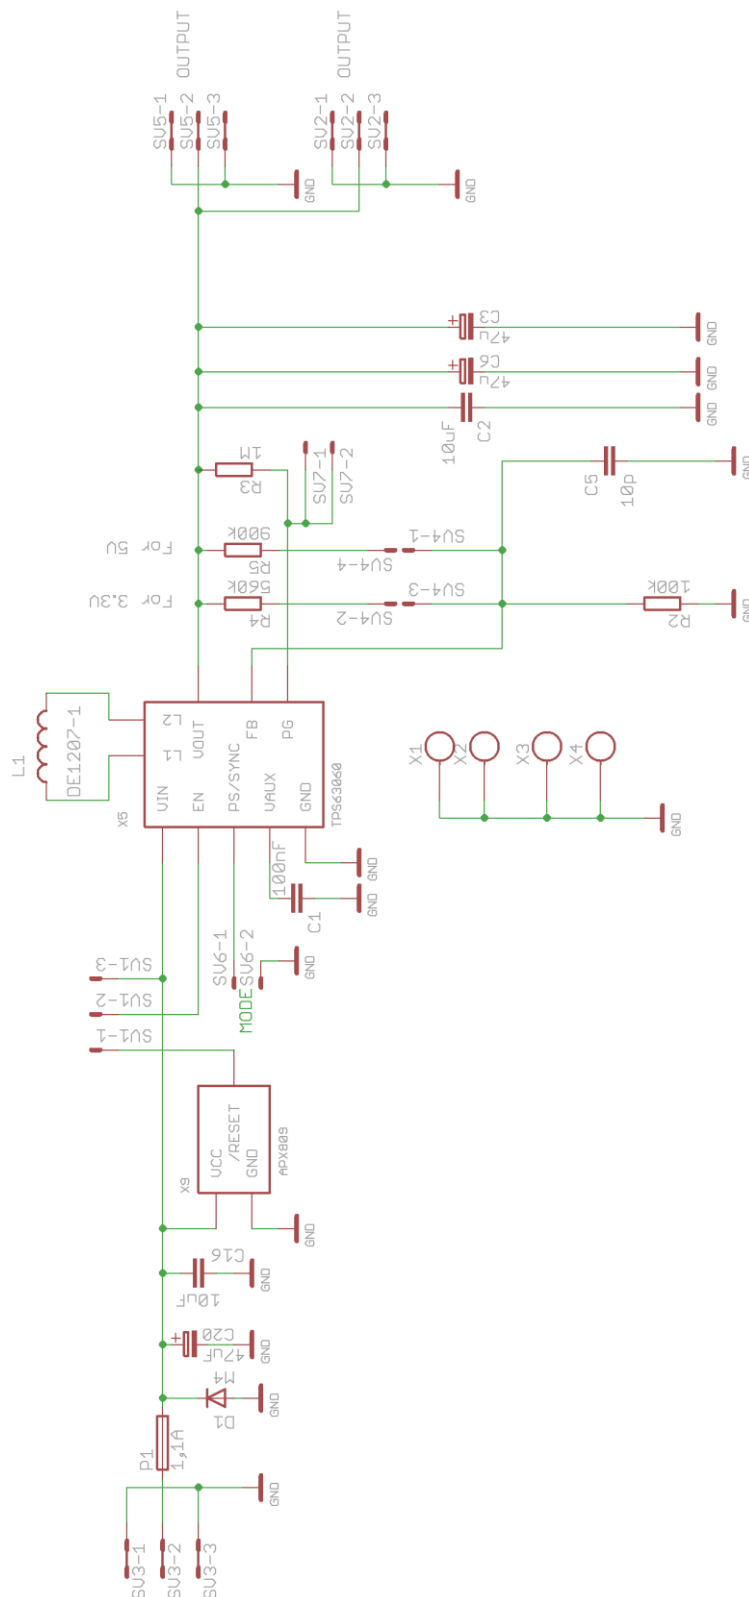 OUTPUT
OUTPUT
SV5-1
SV5-2
SV5-3
SV2-1
SV2-2
SV2-3
GND
GND
C3
47u
GND
C6
47u
GND
10uF
C2
GND
1M
R3
SV7-1
SV7-2
C5
10p
GND
For 5V
900k
R5
SV4-4
SV4-1
For 3.3V
560k
R4
SV4-2
SV4-3
100k
R2
GND
L1
DE1207-1
L2
L1
VOUT
FB
PG
VIN
EN
PS/SYNC
VAUX
GND
X5
TPS63060
X1
X2
X3
X4
GND
100nF
C1
GND
GND
SV6-1
SV6-2
MODE
GND
SV1-3
SV1-2
SV1-1
VCC
/RESET
GND
X9
APX809
GND
C16
10uF
GND
C20
47uF
GND
M4
D1
GND
P1
1,1A
GND
SV3-1
SV3-2
SV3-3